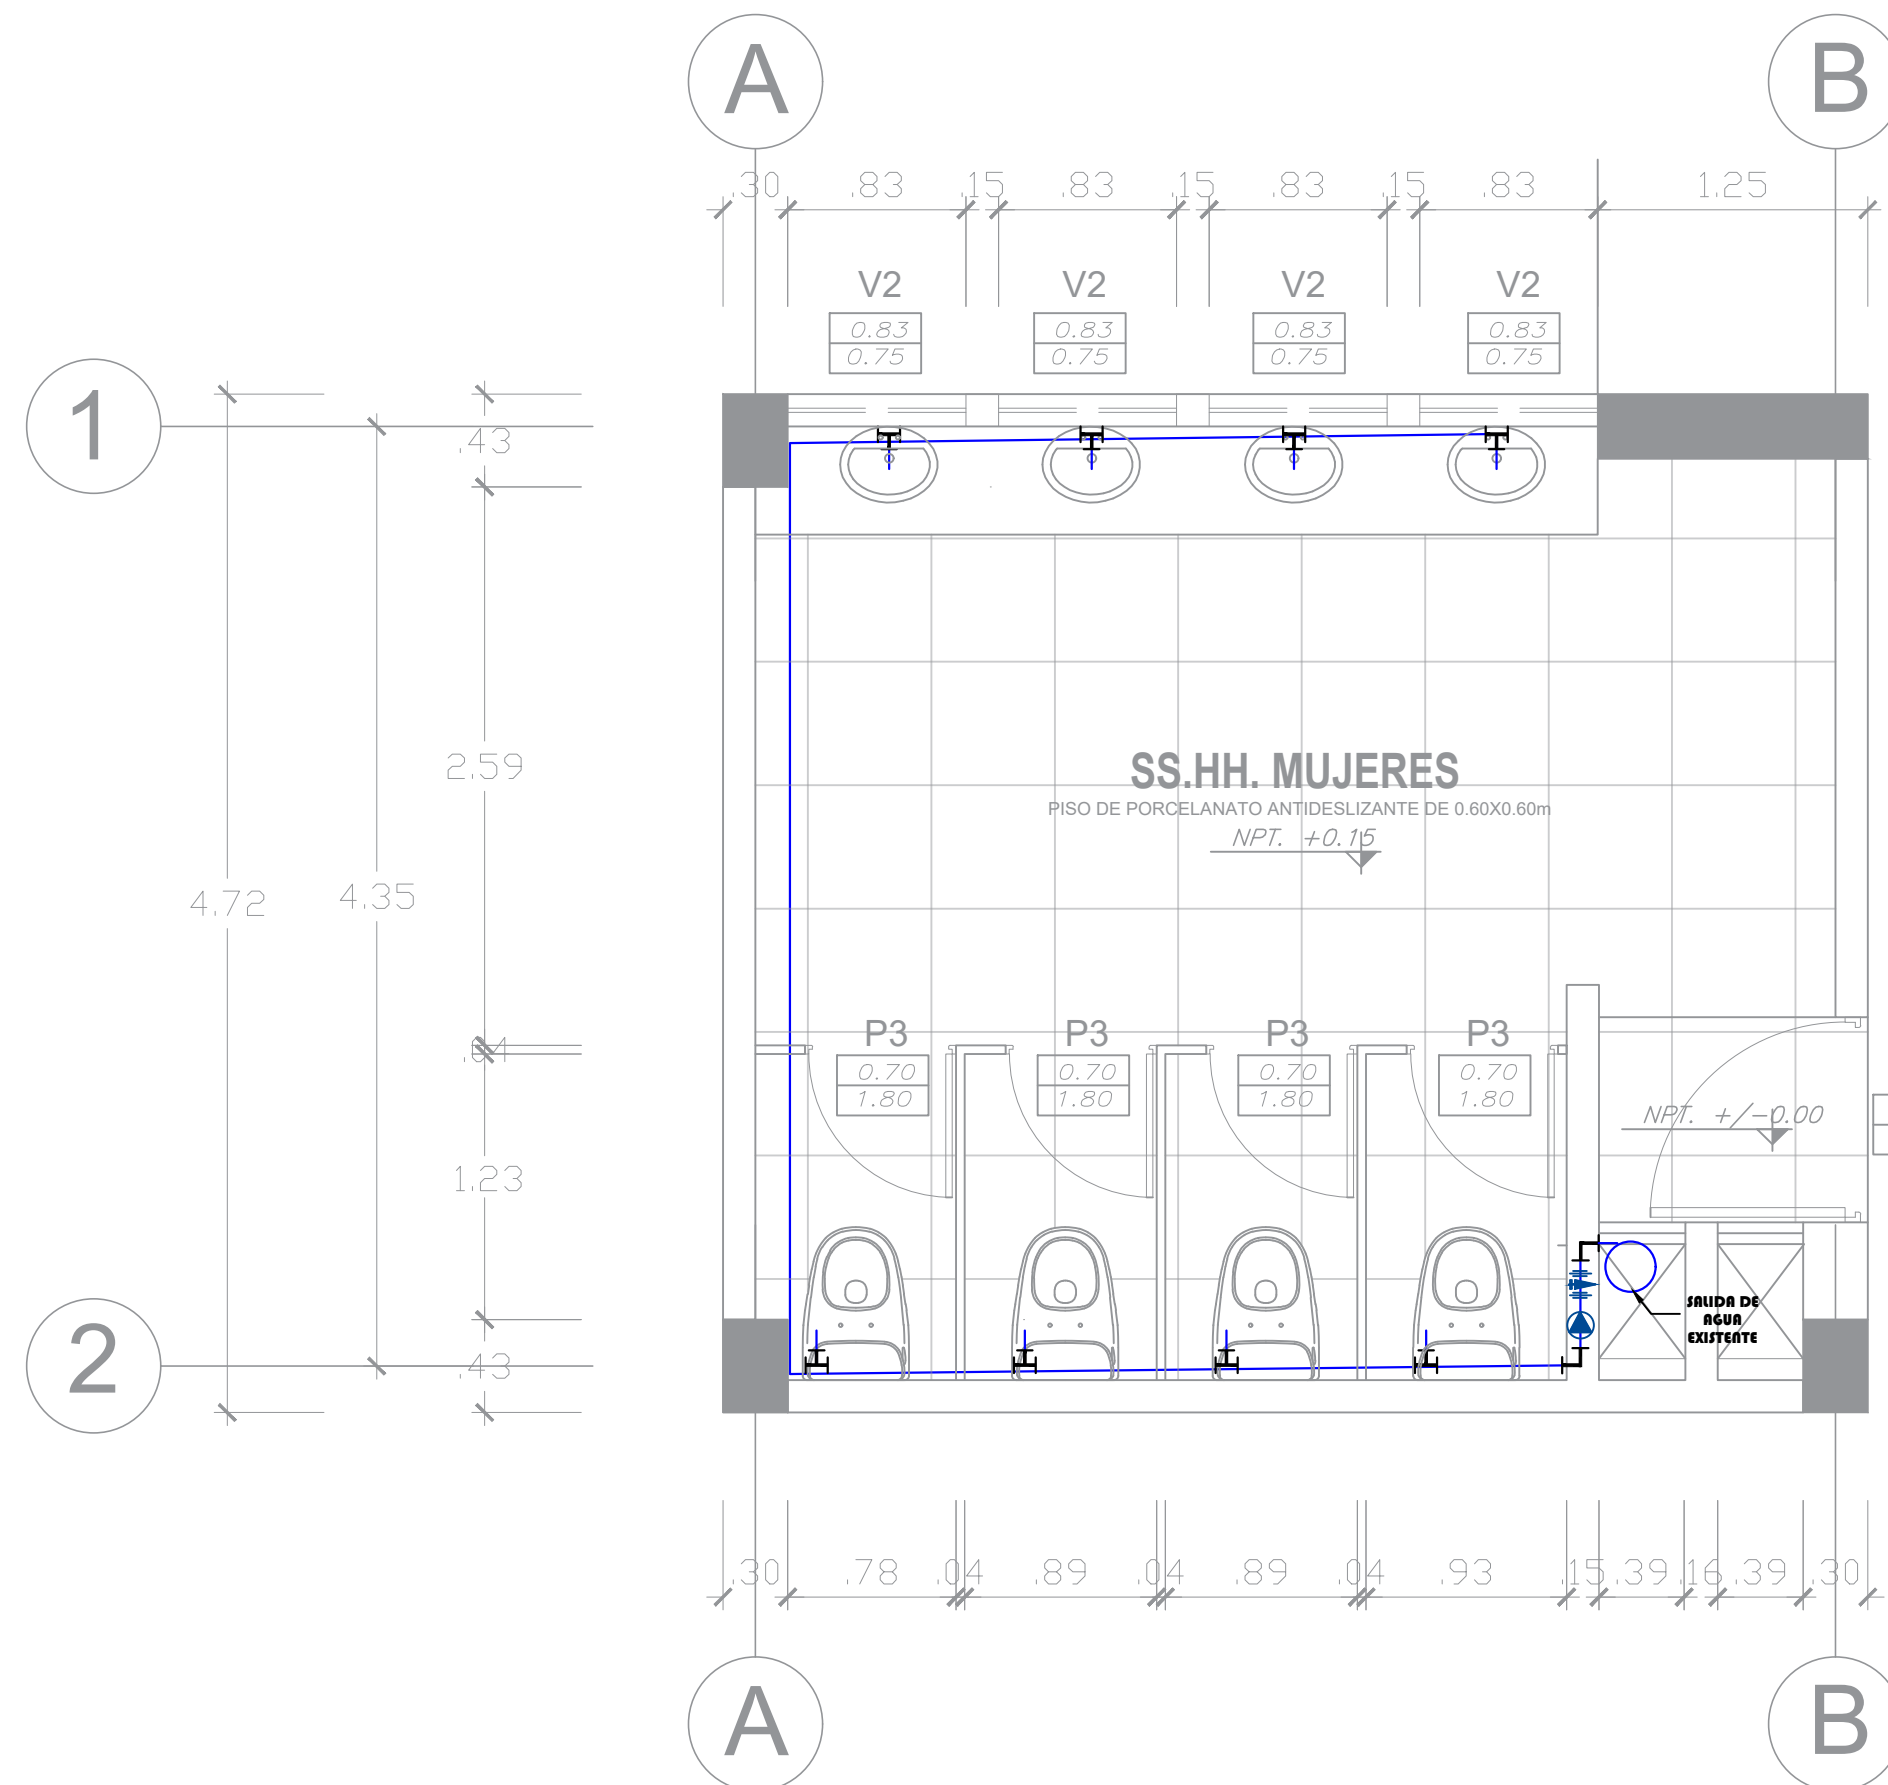 A B
.30 .83 .15 .83 .15 .83 .15 .83 1.25
V2 V2 V2 V2
0.83 0.83 0.83 0.83
0.75 0.75 0.75 0.75
1
.43
2.59
4.72 4.35
SS.HH. MUJERES
PISO DE PORCELANATO ANTIDESLIZANTE DE 0.60X0.60m
NPT. +0.15
P3 P3 P3 P3
.04
0.70 0.70 0.70 0.70
1.80 1.80 1.80 1.80
NPT. +/-0.00
1.23
SALIDA DE
AGUA
EXISTENTE
2
.43
.30 .78 .04 .89 .04 .89 .04 .93 .15 .39 .16 .39 .30
A B